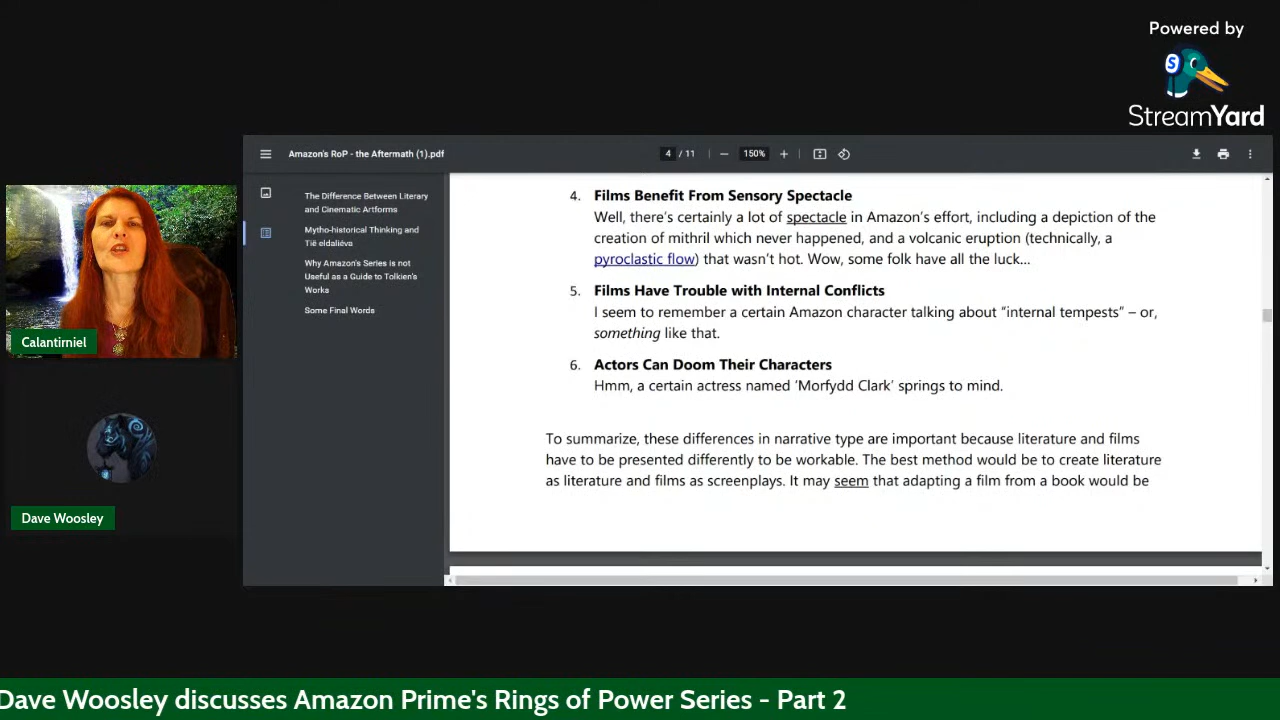 Powered by
StreamYard
Amazon's RoP - the Aftermath (1).pdf
4 / 11
150%
The Difference Between Literary
and Cinematic Artforms
Mytho-historical Thinking and
Tië eldaliéva
Why Amazon's Series is not
Useful as a Guide to Tolkien's
Works
Some Final Words
4. Films Benefit From Sensory Spectacle
Well, there's certainly a lot of spectacle in Amazon's effort, including a depiction of the
creation of mithril which never happened, and a volcanic eruption (technically, a
pyroclastic flow) that wasn't hot. Wow, some folk have all the luck...
5. Films Have Trouble with Internal Conflicts
I seem to remember a certain Amazon character talking about “internal tempests” – or,
something like that.
6. Actors Can Doom Their Characters
Hmm, a certain actress named ‘Morfydd Clark’ springs to mind.
To summarize, these differences in narrative type are important because literature and films
have to be presented differently to be workable. The best method would be to create literature
as literature and films as screenplays. It may seem that adapting a film from a book would be
Calantirniel
Dave Woosley
Dave Woosley discusses Amazon Prime's Rings of Power Series - Part 2